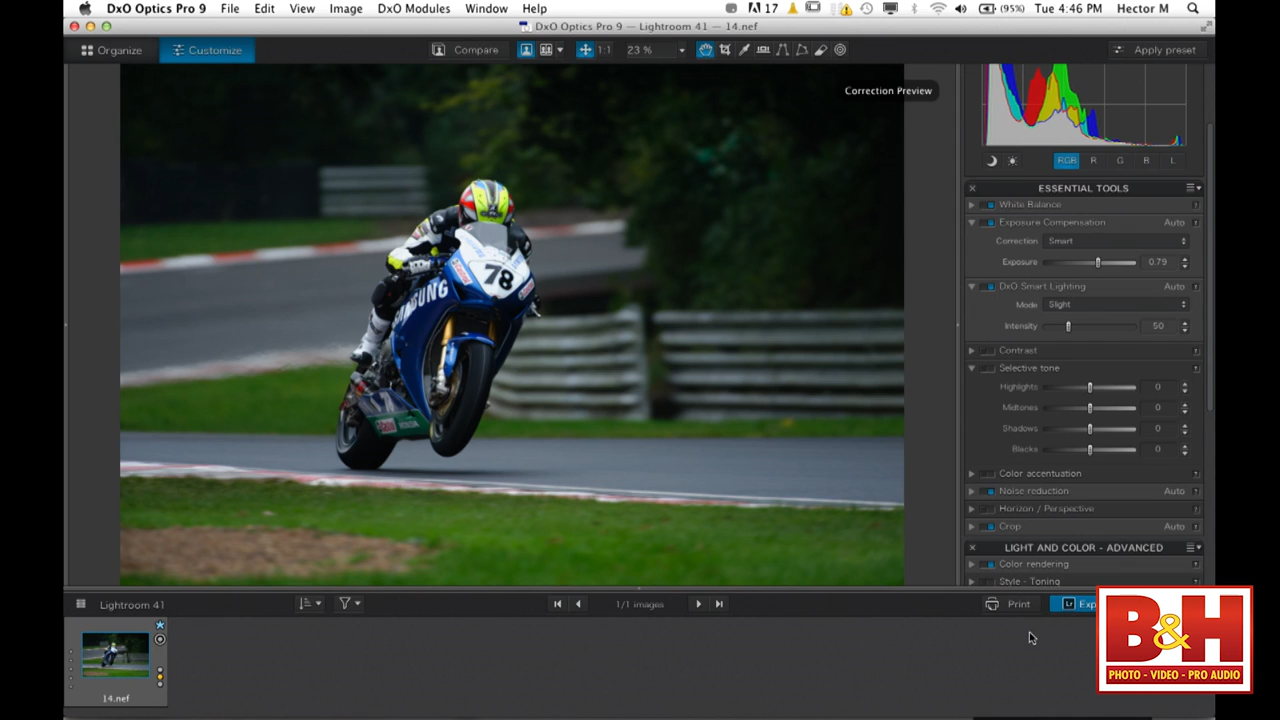 DxO Optics Pro 9 File Edit View Image DxO Modules Window Help 17 (95%) Tue 4:46 PM Hector M
DxO Optics Pro 9 — Lightroom 41 — 14.nef
Organize Customize Compare 1:1 23 % Apply preset
Correction Preview
RGB R G B L
ESSENTIAL TOOLS
White Balance
Exposure Compensation Auto
Correction Smart
Exposure 0.79
DxO Smart Lighting Auto
Mode Slight
Intensity 50
Contrast
Selective tone
Highlights 0
Midtones 0
Shadows 0
Blacks 0
Color accentuation
Noise reduction Auto
Horizon / Perspective
Crop Auto
LIGHT AND COLOR - ADVANCED
Color rendering
Style - Toning
78
Lightroom 41 1/1 images Print Lr Exp
14.nef
B&H
PHOTO - VIDEO - PRO AUDIO